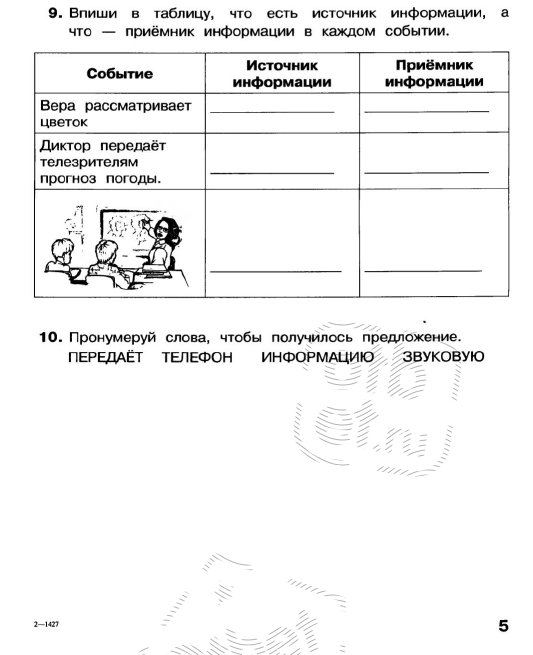 9. Впиши в таблицу, что есть источник информации, а
что — приёмник информации в каждом событии.
Событие
Источник
информации
Приёмник
информации
Вера рассматривает
цветок
Диктор передаёт
телезрителям
прогноз погоды.
10. Пронумеруй слова, чтобы получилось предложение.
ПЕРЕДАЁТ ТЕЛЕФОН ИНФОРМАЦИЮ ЗВУКОВУЮ
2—1427
5